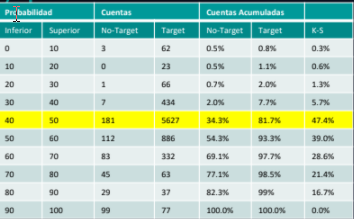 Probabilidad Cuentas Cuentas Acumuladas
Inferior Superior No-Target Target No-Target Target K-S
0 10 3 62 0.5% 0.8% 0.3%
10 20 0 23 0.5% 1.1% 0.6%
20 30 1 66 0.7% 2.0% 1.3%
30 40 7 434 2.0% 7.7% 5.7%
40 50 181 5627 34.3% 81.7% 47.4%
50 60 112 886 54.3% 93.3% 39.0%
60 70 83 332 69.1% 97.7% 28.6%
70 80 45 63 77.1% 98.5% 21.4%
80 90 29 37 82.3% 99% 16.7%
90 100 99 77 100.0% 100.0% 0.0%